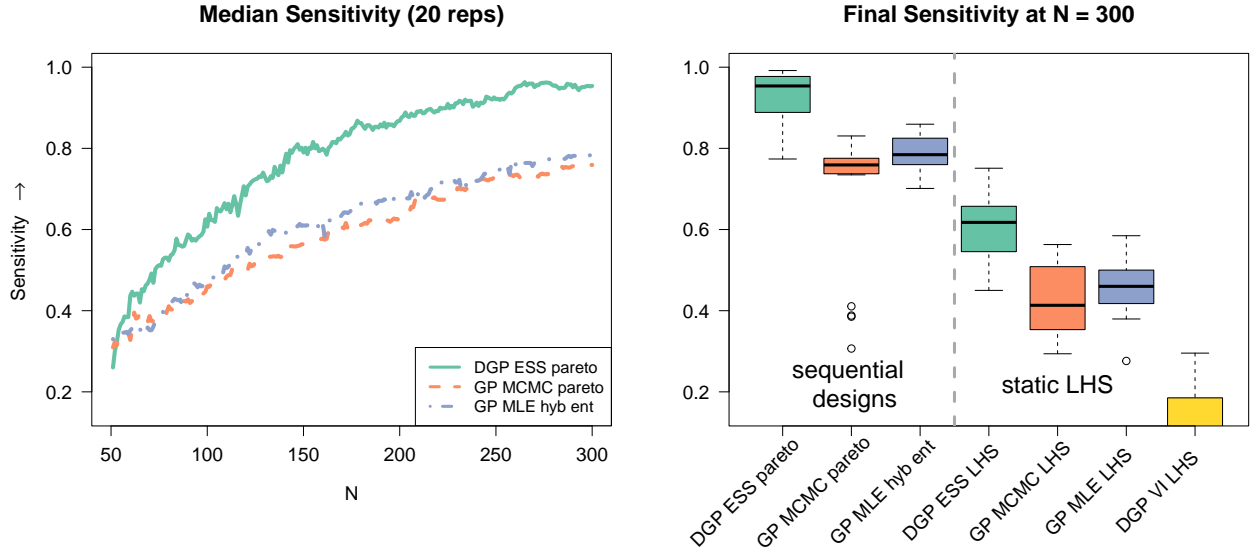 Median Sensitivity (20 reps)
Sensitivity →
1.0
0.8
0.6
0.4
0.2
50 100 150 200 250 300
N
DGP ESS pareto
GP MCMC pareto
GP MLE hyb ent
Final Sensitivity at N = 300
1.0
0.8
0.6
0.4
0.2
sequential
designs
static LHS
DGP ESS pareto
GP MCMC pareto
GP MLE hyb ent
DGP ESS LHS
GP MCMC LHS
GP MLE LHS
DGP VI LHS